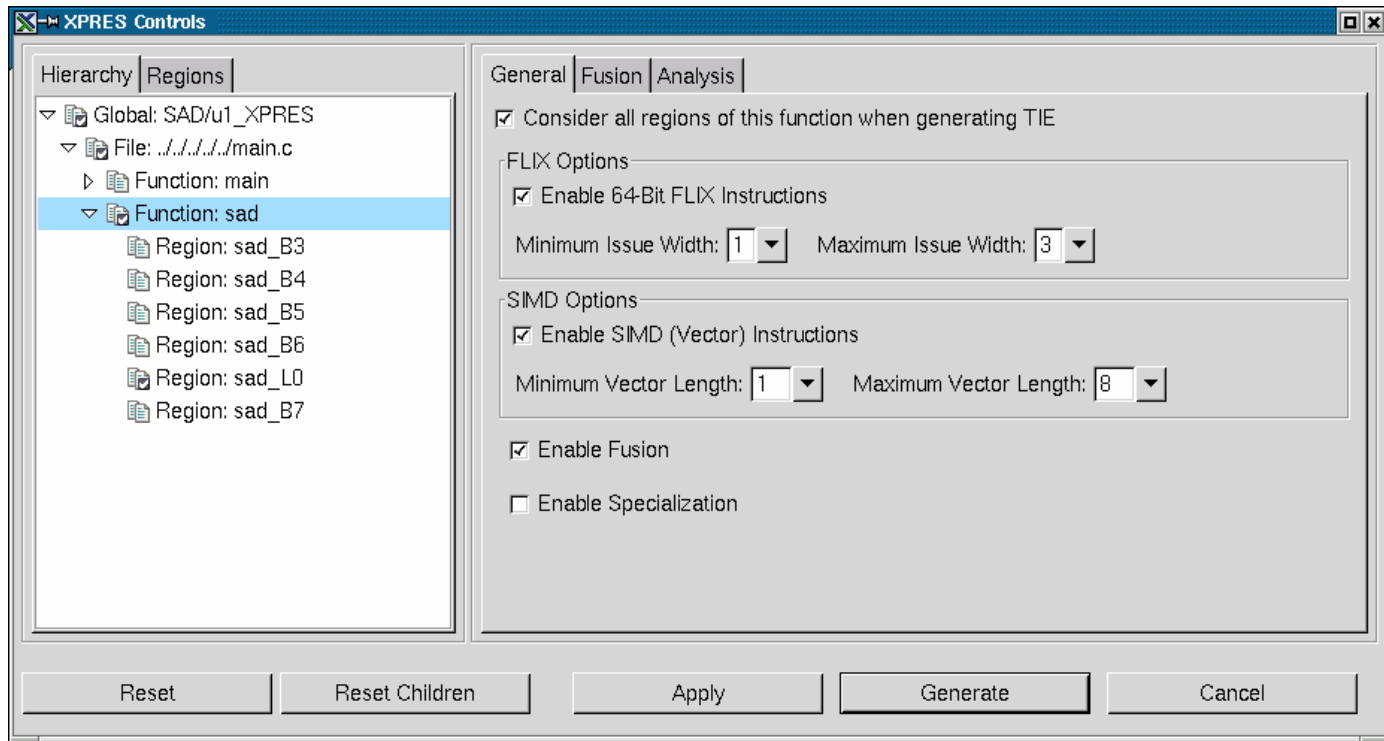 XPRES Controls
Hierarchy Regions
Global: SAD/u1_XPRES
File: ../../../../../main.c
Function: main
Function: sad
Region: sad_B3
Region: sad_B4
Region: sad_B5
Region: sad_B6
Region: sad_L0
Region: sad_B7
General Fusion Analysis
Consider all regions of this function when generating TIE
FLIX Options
Enable 64-Bit FLIX Instructions
Minimum Issue Width: 1 Maximum Issue Width: 3
SIMD Options
Enable SIMD (Vector) Instructions
Minimum Vector Length: 1 Maximum Vector Length: 8
Enable Fusion
Enable Specialization
Reset Reset Children Apply Generate Cancel